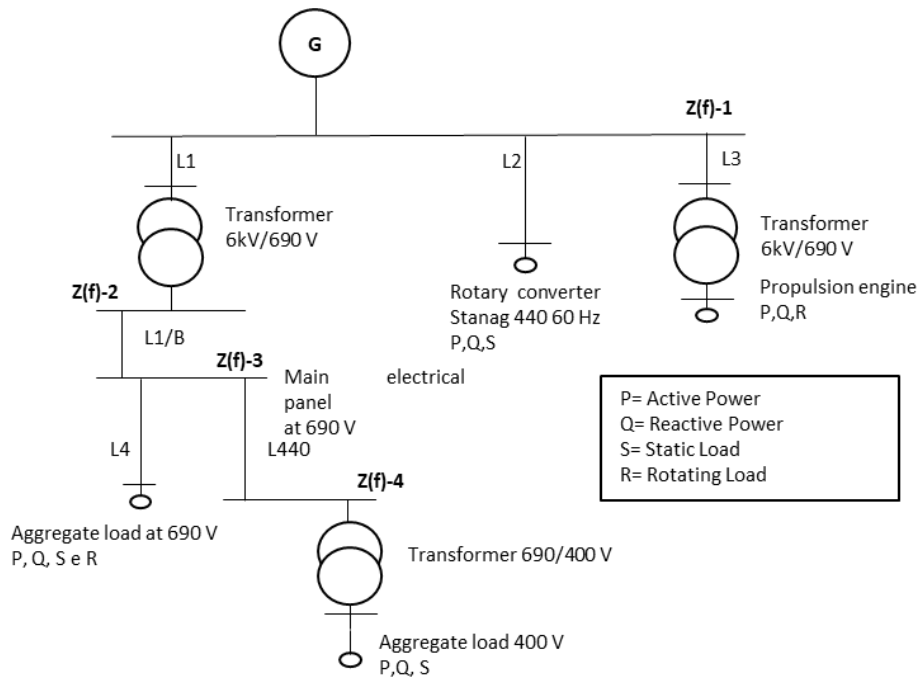 G
Z(f)-1
L1
L2
L3
Transformer
6kV/690 V
Transformer
6kV/690 V
Z(f)-2
Rotary converter
Stanag 440 60 Hz
P,Q,S
Propulsion engine
P,Q,R
L1/B
Z(f)-3
Main electrical
panel
at 690 V
P= Active Power
Q= Reactive Power
S= Static Load
R= Rotating Load
L4
L440
Z(f)-4
Aggregate load at 690 V
P, Q, S e R
Transformer 690/400 V
Aggregate load 400 V
P,Q, S